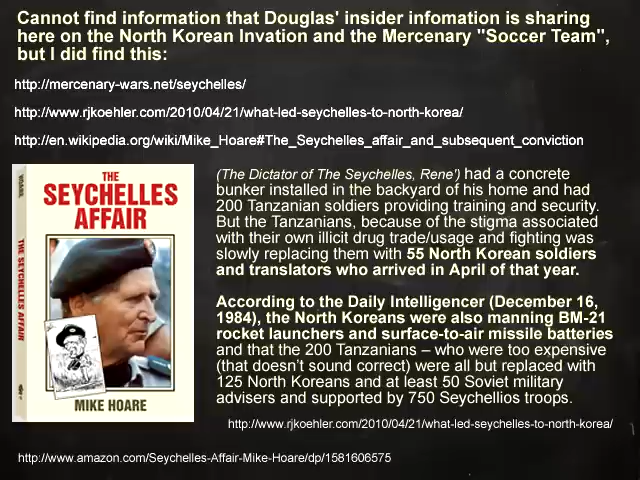 Cannot find information that Douglas' insider infomation is sharing
here on the North Korean Invation and the Mercenary "Soccer Team",
but I did find this:
http://mercenary-wars.net/seychelles/
http://www.rjkoehler.com/2010/04/21/what-led-seychelles-to-north-korea/
http://en.wikipedia.org/wiki/Mike_Hoare#The_Seychelles_affair_and_subsequent_conviction
HOARE
THE SEYCHELLES AFFAIR
THE
SEYCHELLES
AFFAIR
MIKE HOARE
(The Dictator of The Seychelles, Rene') had a concrete
bunker installed in the backyard of his home and had
200 Tanzanian soldiers providing training and security.
But the Tanzanians, because of the stigma associated
with their own illicit drug trade/usage and fighting was
slowly replacing them with 55 North Korean soldiers
and translators who arrived in April of that year.
According to the Daily Intelligencer (December 16,
1984), the North Koreans were also manning BM-21
rocket launchers and surface-to-air missile batteries
and that the 200 Tanzanians – who were too expensive
(that doesn't sound correct) were all but replaced with
125 North Koreans and at least 50 Soviet military
advisers and supported by 750 Seychellios troops.
http://www.rjkoehler.com/2010/04/21/what-led-seychelles-to-north-korea/
http://www.amazon.com/Seychelles-Affair-Mike-Hoare/dp/1581606575